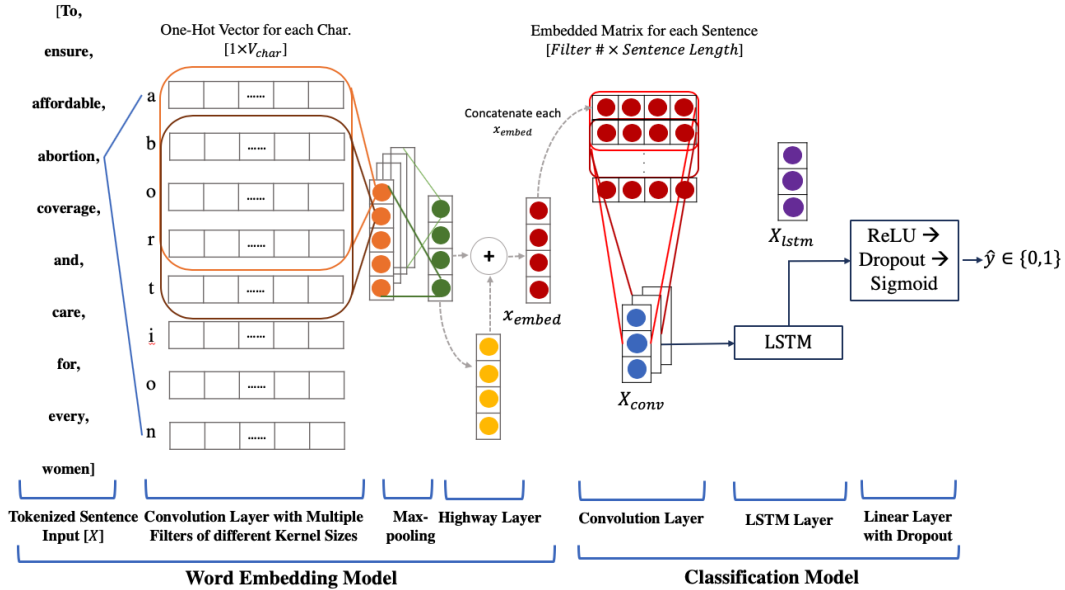 [To,
ensure,
affordable,
abortion,
coverage,
and,
care,
for,
every,
women]
One-Hot Vector for each Char.
[1×V_char]
a
b
o
r
t
i
o
n
......
......
......
......
......
......
......
......
x_embed
Concatenate each
x_embed
+
Embedded Matrix for each Sentence
[Filter # × Sentence Length]
X_conv
X_lstm
LSTM
ReLU →
Dropout →
Sigmoid
ŷ ∈ {0,1}
Tokenized Sentence
Input [X]
Convolution Layer with Multiple
Filters of different Kernel Sizes
Max-
pooling
Highway Layer
Convolution Layer
LSTM Layer
Linear Layer
with Dropout
Word Embedding Model
Classification Model